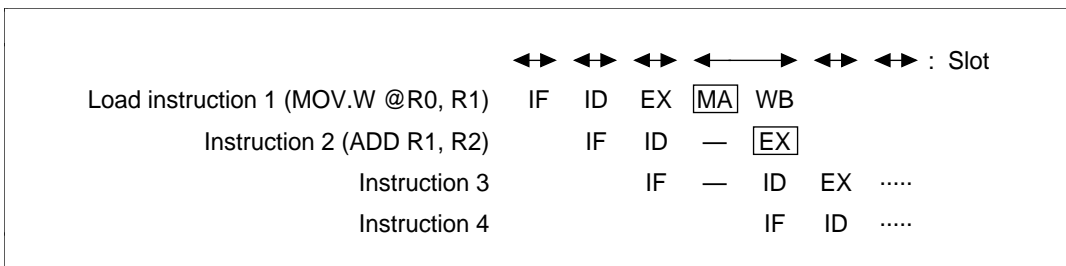 : Slot
Load instruction 1 (MOV.W @R0, R1) IF ID EX MA WB
Instruction 2 (ADD R1, R2) IF ID — EX
Instruction 3 IF — ID EX ·····
Instruction 4 IF ID ·····